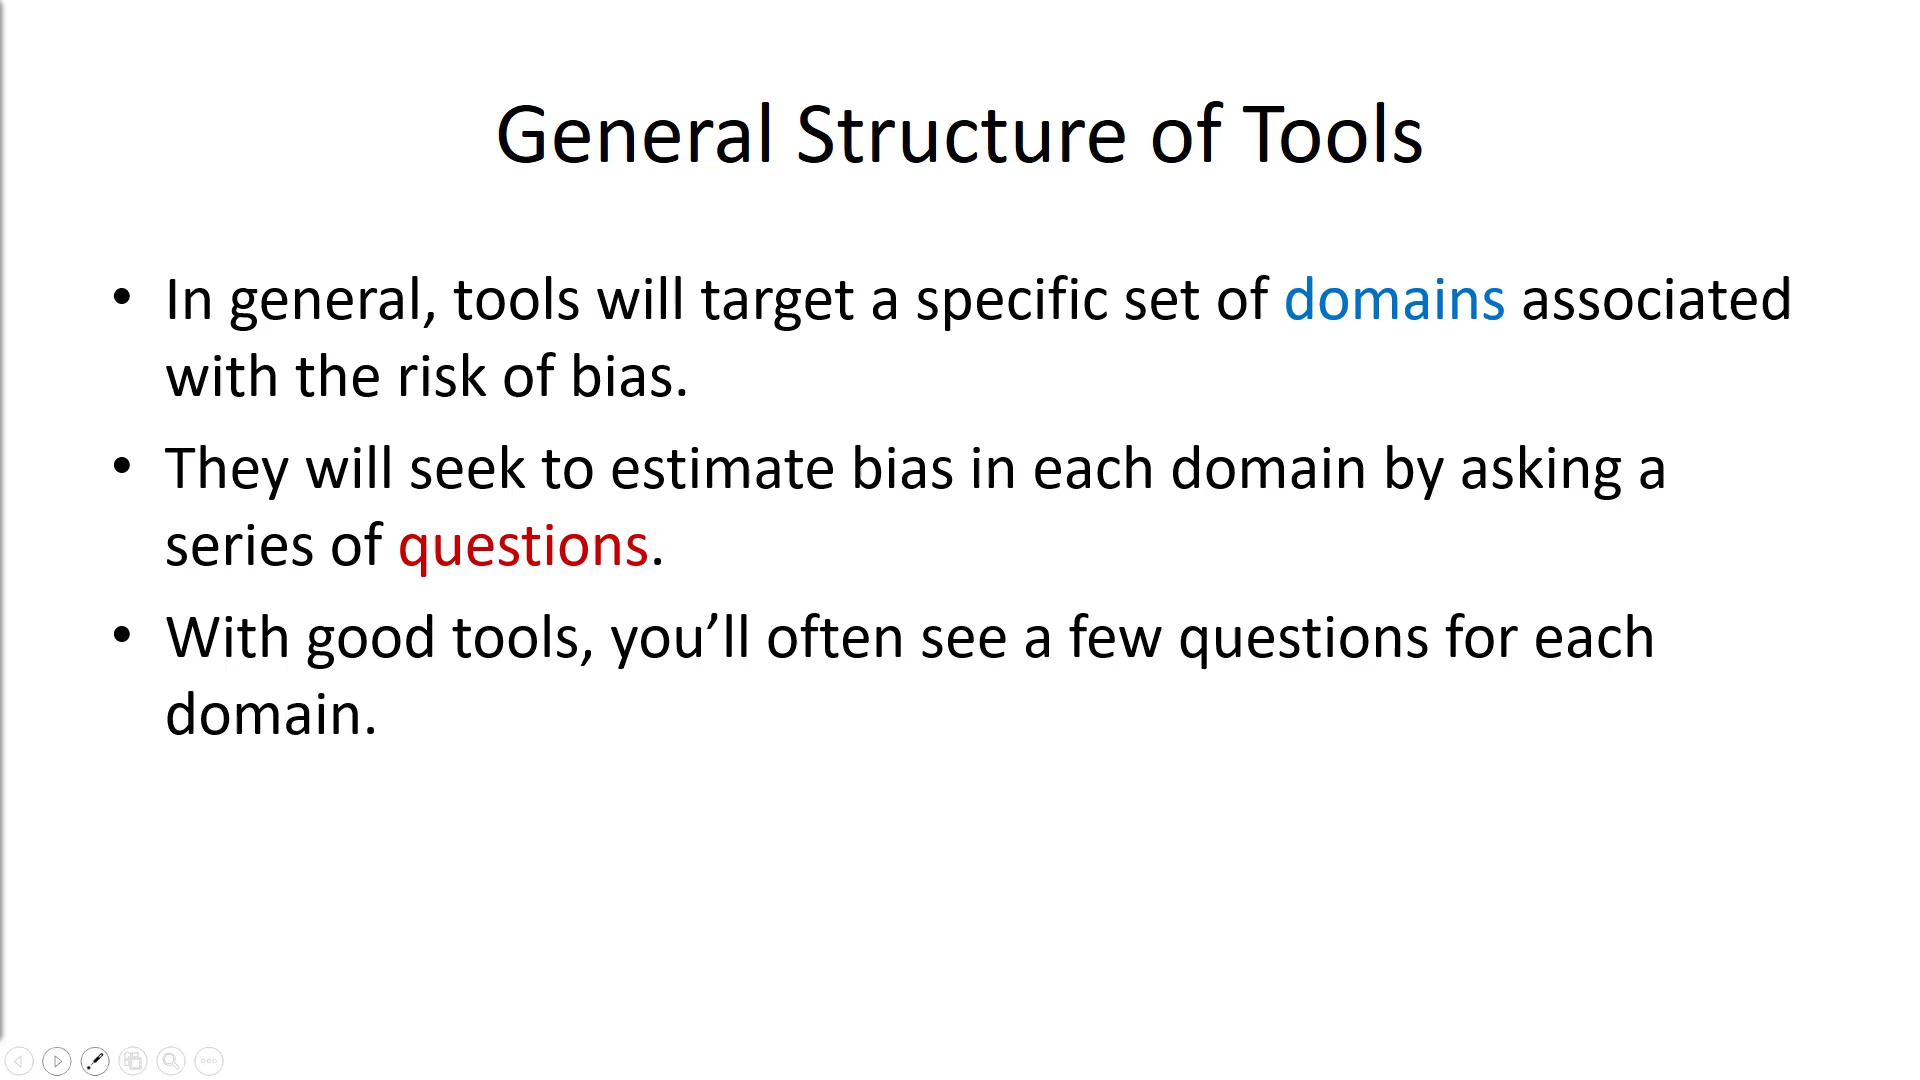 General Structure of Tools
• In general, tools will target a specific set of domains associated
with the risk of bias.
• They will seek to estimate bias in each domain by asking a
series of questions.
• With good tools, you’ll often see a few questions for each
domain.